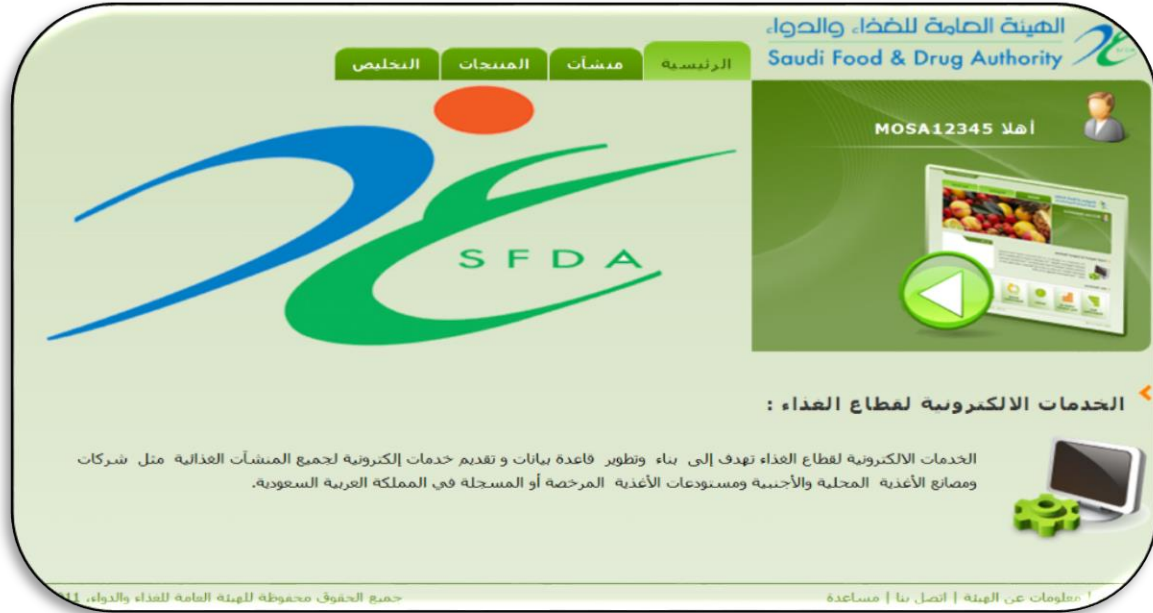 الهيئة العامة للغذاء والدواء
Saudi Food & Drug Authority
SFDA
الرئيسية
منشآت
المنتجات
التخليص
أهلا MOSA12345
SFDA
الخدمات الالكترونية لقطاع الغذاء :
الخدمات الالكترونية لقطاع الغذاء تهدف إلى بناء وتطوير قاعدة بيانات و تقديم خدمات إلكترونية لجميع المنشآت الغذائية مثل شركات
ومصانع الأغذية المحلية والأجنبية ومستودعات الأغذية المرخصة أو المسجلة في المملكة العربية السعودية.
| معلومات عن الهيئة | اتصل بنا | مساعدة
جميع الحقوق محفوظة للهيئة العامة للغذاء والدواء،